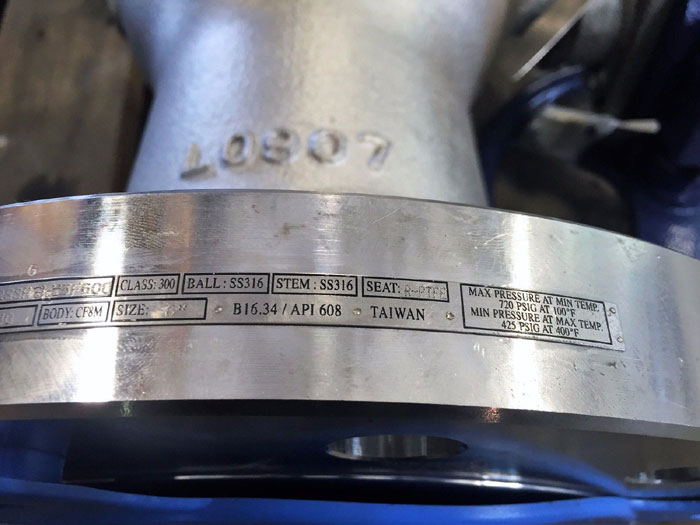 L0807
CLASS: 300 BALL: SS316 STEM: SS316 SEAT: R-PTFE
BODY: CF8M SIZE: B16.34 / API 608 TAIWAN
MAX PRESSURE AT MIN TEMP.
720 PSIG AT 100°F
MIN PRESSURE AT MAX TEMP.
425 PSIG AT 400°F